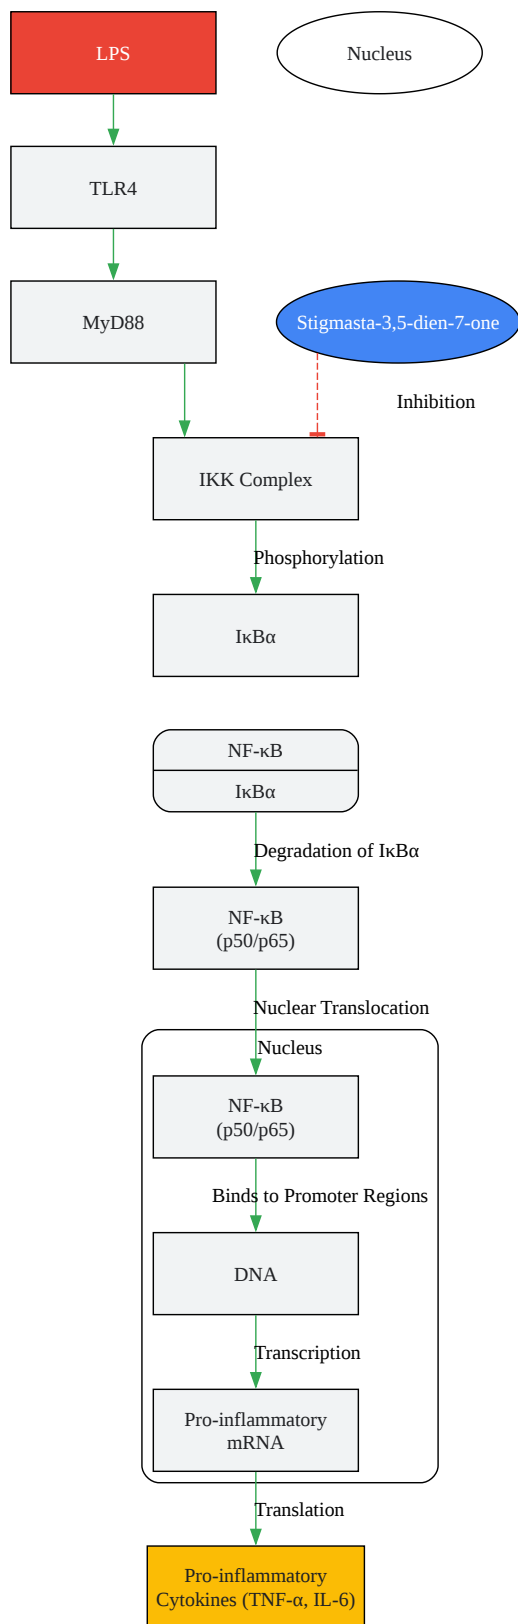 LPS
Nucleus
TLR4
MyD88
Stigmasta-3,5-dien-7-one
Inhibition
IKK Complex
Phosphorylation
IκBα
NF-κB
IκBα
Degradation of IκBα
NF-κB
(p50/p65)
Nuclear Translocation
Nucleus
NF-κB
(p50/p65)
Binds to Promoter Regions
DNA
Transcription
Pro-inflammatory
mRNA
Translation
Pro-inflammatory
Cytokines (TNF-α, IL-6)